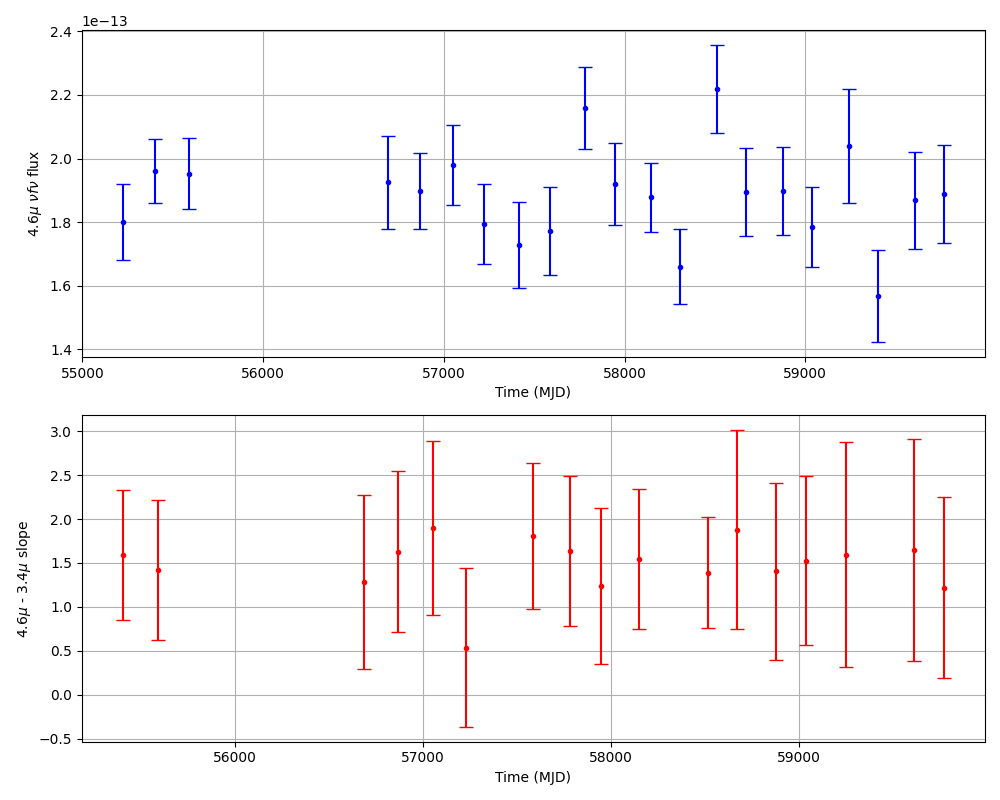 1e−13
2.4
2.2
2.0
1.8
1.6
1.4
4.6μ νfν flux
55000 56000 57000 58000 59000
Time (MJD)
3.0
2.5
2.0
1.5
1.0
0.5
0.0
−0.5
4.6μ - 3.4μ slope
56000 57000 58000 59000
Time (MJD)